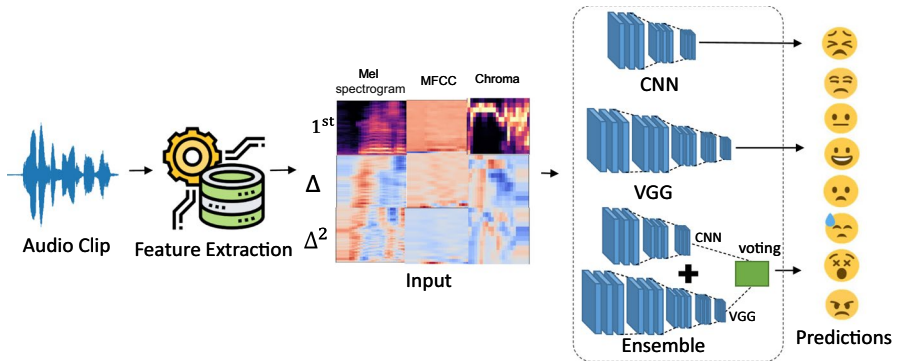 Audio Clip
Feature Extraction
Mel
spectrogram
MFCC
Chroma
1st
Δ
Δ²
Input
CNN
VGG
CNN
voting
VGG
Ensemble
Predictions